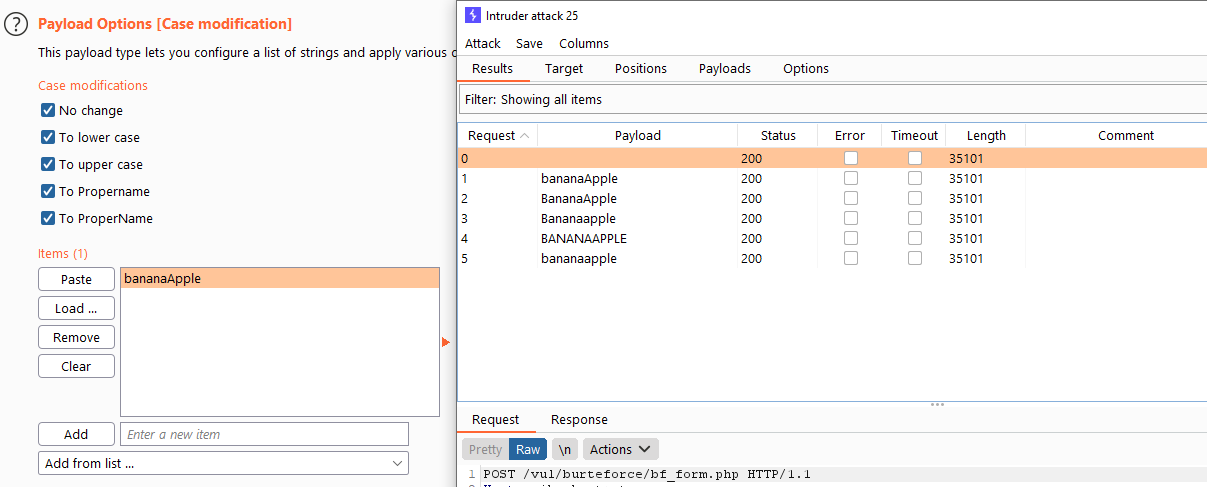 ? Payload Options [Case modification]
This payload type lets you configure a list of strings and apply various
Case modifications
No change
To lower case
To upper case
To Propername
To ProperName
Items (1)
Paste
bananaApple
Load ...
Remove
Clear
Add
Enter a new item
Add from list ...
Intruder attack 25
Attack Save Columns
Results Target Positions Payloads Options
Filter: Showing all items
Request Payload Status Error Timeout Length Comment
0 200 35101
1 bananaApple 200 35101
2 BananaApple 200 35101
3 Bananaapple 200 35101
4 BANANAAPPLE 200 35101
5 bananaapple 200 35101
Request Response
Pretty Raw \n Actions
1 POST /vul/burteforce/bf_form.php HTTP/1.1